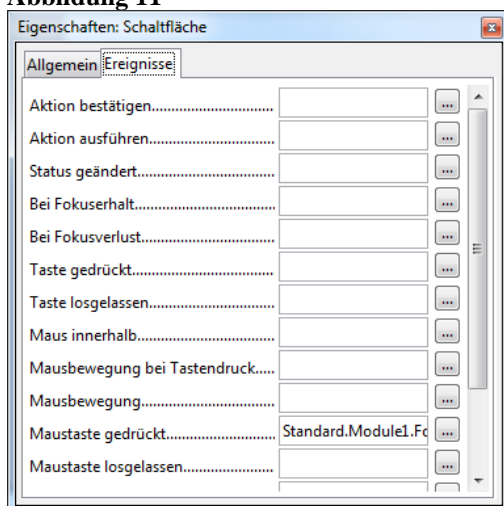 Abbildung 11
Eigenschaften: Schaltfläche
Allgemein Ereignisse
Aktion bestätigen............................... ...
Aktion ausführen................................ ...
Status geändert................................... ...
Bei Fokuserhalt................................... ...
Bei Fokusverlust.................................. ...
Taste gedrückt.................................... ...
Taste losgelassen................................ ...
Maus innerhalb................................... ...
Mausbewegung bei Tastendruck..... ...
Mausbewegung.................................. ...
Maustaste gedrückt............................ Standard.Module1.Fo ...
Maustaste losgelassen....................... ...